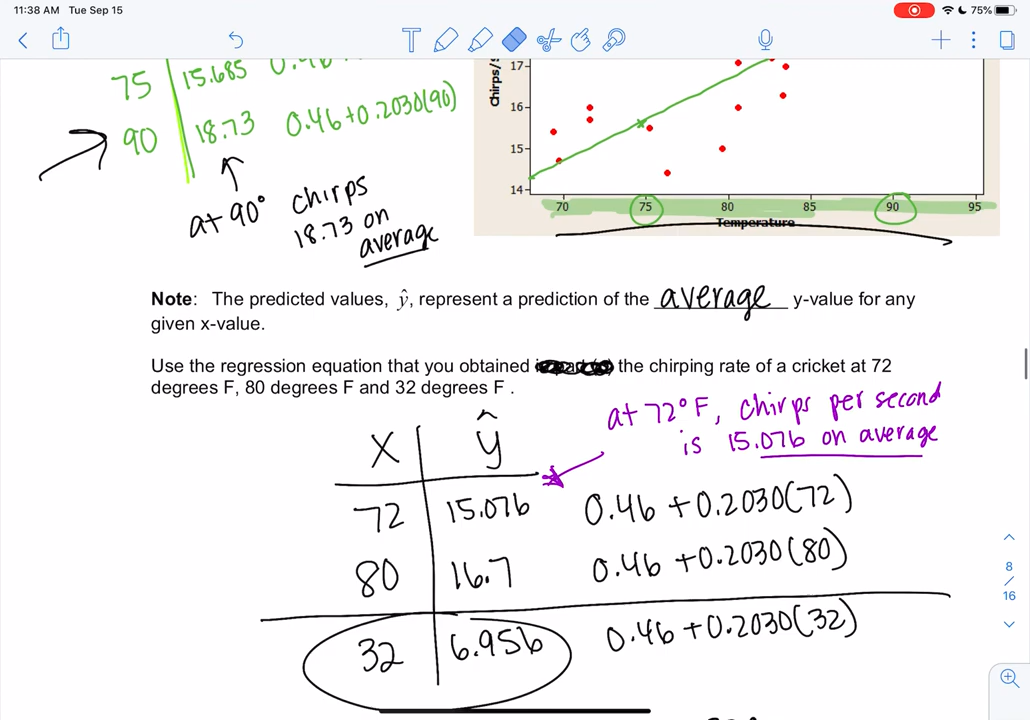 11:38 AM Tue Sep 15
75%
T
75 15.685
90 18.73 0.46+0.2030(90)
at 90° chirps
18.73 on
average
Chirps/
17
16
15
14
70 75 80 85 90 95
Temperature
Note: The predicted values, ŷ, represent a prediction of the average y-value for any
given x-value.
Use the regression equation that you obtained the chirping rate of a cricket at 72
degrees F, 80 degrees F and 32 degrees F .
at 72°F, chirps per second
is 15.076 on average
x ŷ
72 15.076 0.46 +0.2030(72)
80 16.7 0.46 +0.2030(80)
32 6.956 0.46 +0.2030(32)
8
/
16